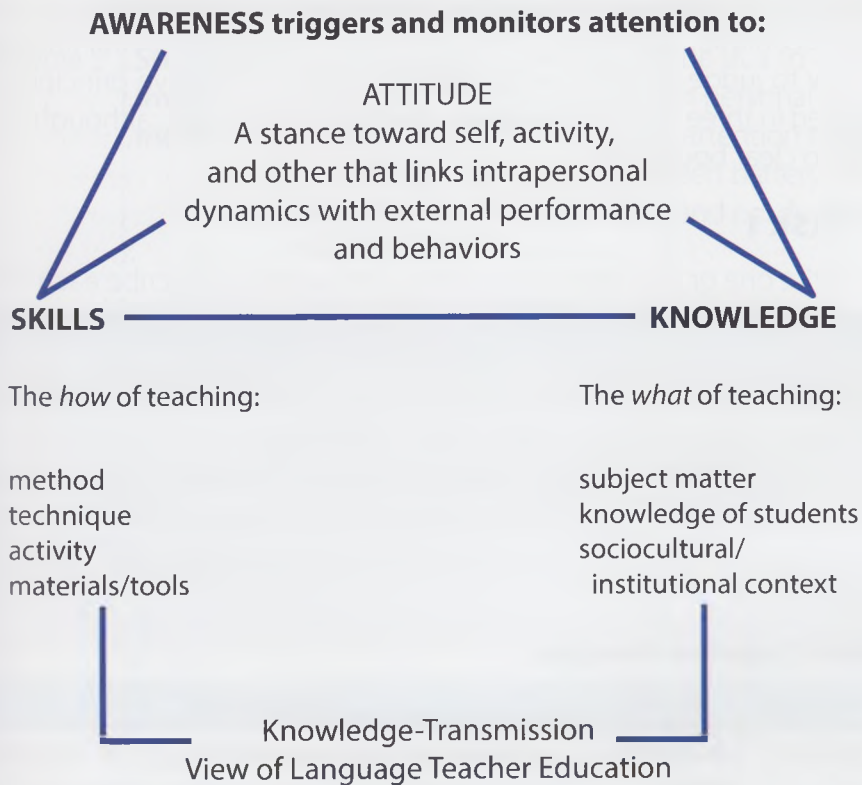 AWARENESS triggers and monitors attention to:
ATTITUDE
A stance toward self, activity,
and other that links intrapersonal
dynamics with external performance
and behaviors
SKILLS
KNOWLEDGE
The how of teaching:
method
technique
activity
materials/tools
The what of teaching:
subject matter
knowledge of students
sociocultural/
institutional context
Knowledge-Transmission
View of Language Teacher Education